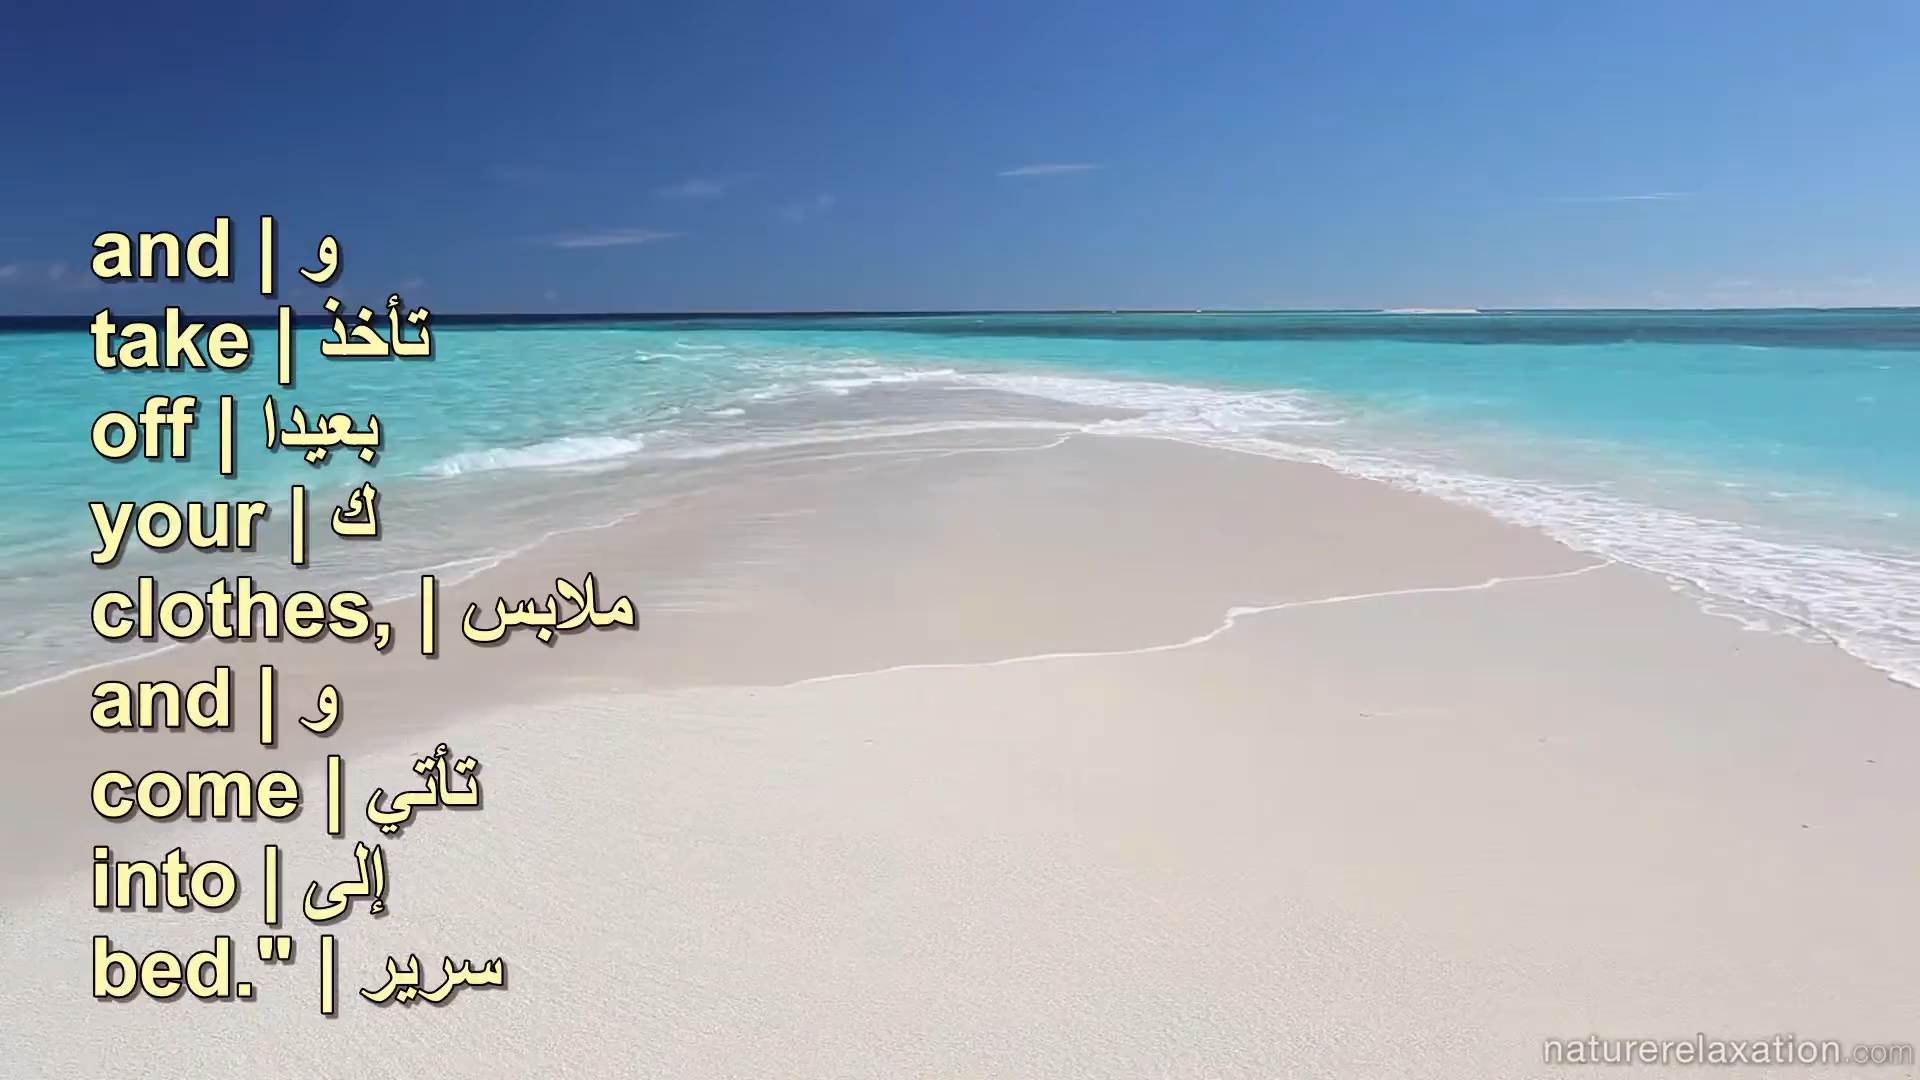 and | و
take | تأخذ
off | بعيدا
your | ك
clothes, | ملابس
and | و
come | تأتي
into | إلى
bed." | سرير
naturerelaxation.com